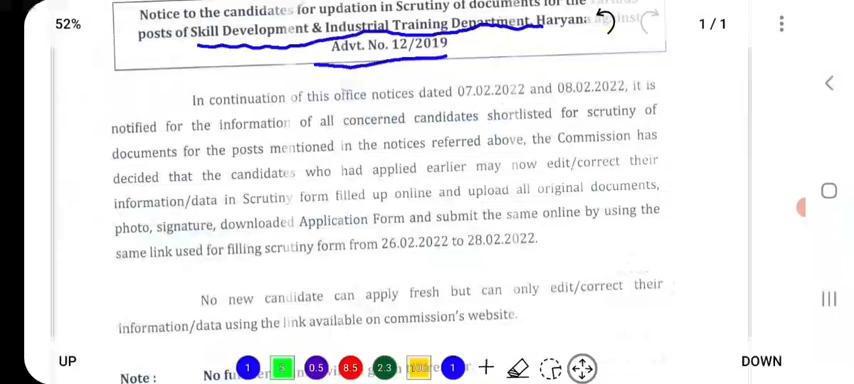 52%
1 / 1
Notice to the candidates for updation in Scrutiny of documents for the
posts of Skill Development & Industrial Training Department, Haryana against
Advt. No. 12/2019
In continuation of this office notices dated 07.02.2022 and 08.02.2022, it is
notified for the information of all concerned candidates shortlisted for scrutiny of
documents for the posts mentioned in the notices referred above, the Commission has
decided that the candidates who had applied earlier may now edit/correct their
information/data in Scrutiny form filled up online and upload all original documents,
photo, signature, downloaded Application Form and submit the same online by using the
same link used for filling scrutiny form from 26.02.2022 to 28.02.2022.
No new candidate can apply fresh but can only edit/correct their
information/data using the link available on commission's website.
UP
DOWN
1
5
0.5
8.5
2.3
100
1
Note :
No